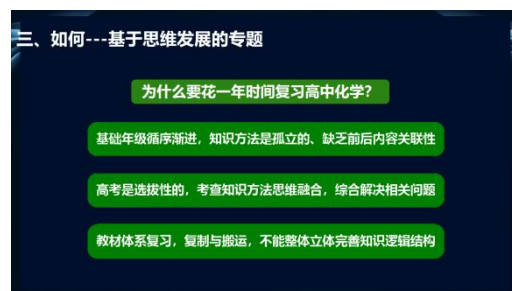 三、如何---基于思维发展的专题
为什么要花一年时间复习高中化学?
基础年级循序渐进，知识方法是孤立的、缺乏前后内容关联性
高考是选拔性的，考查知识方法思维融合，综合解决相关问题
教材体系复习，复制与搬运，不能整体立体完善知识逻辑结构